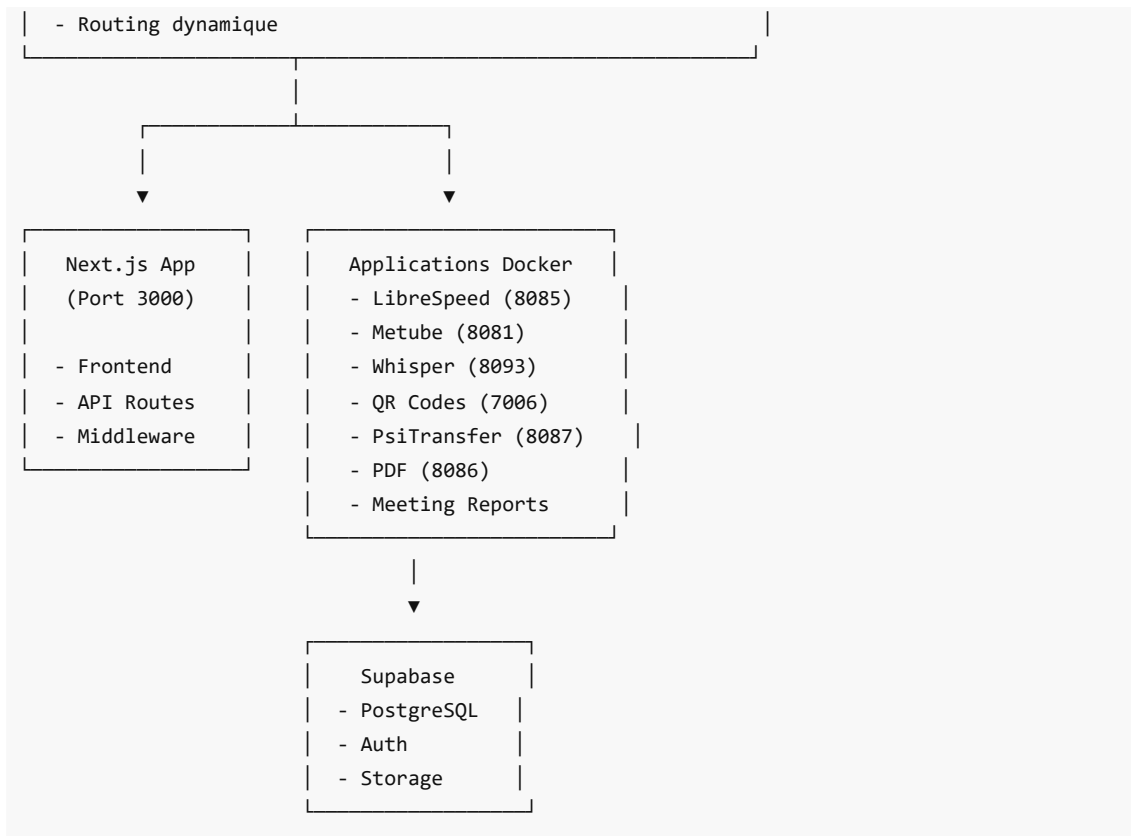 - Routing dynamique
Next.js App
(Port 3000)
- Frontend
- API Routes
- Middleware
Applications Docker
- LibreSpeed (8085)
- Metube (8081)
- Whisper (8093)
- QR Codes (7006)
- PsiTransfer (8087)
- PDF (8086)
- Meeting Reports
Supabase
- PostgreSQL
- Auth
- Storage